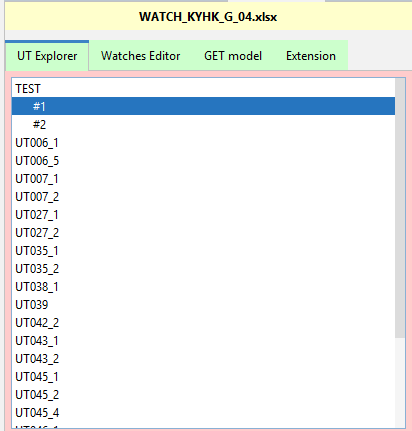 WATCH_KYHK_G_04.xlsx
UT Explorer Watches Editor GET model Extension
TEST
#1
#2
UT006_1
UT006_5
UT007_1
UT007_2
UT027_1
UT027_2
UT035_1
UT035_2
UT038_1
UT039
UT042_2
UT043_1
UT043_2
UT045_1
UT045_2
UT045_4